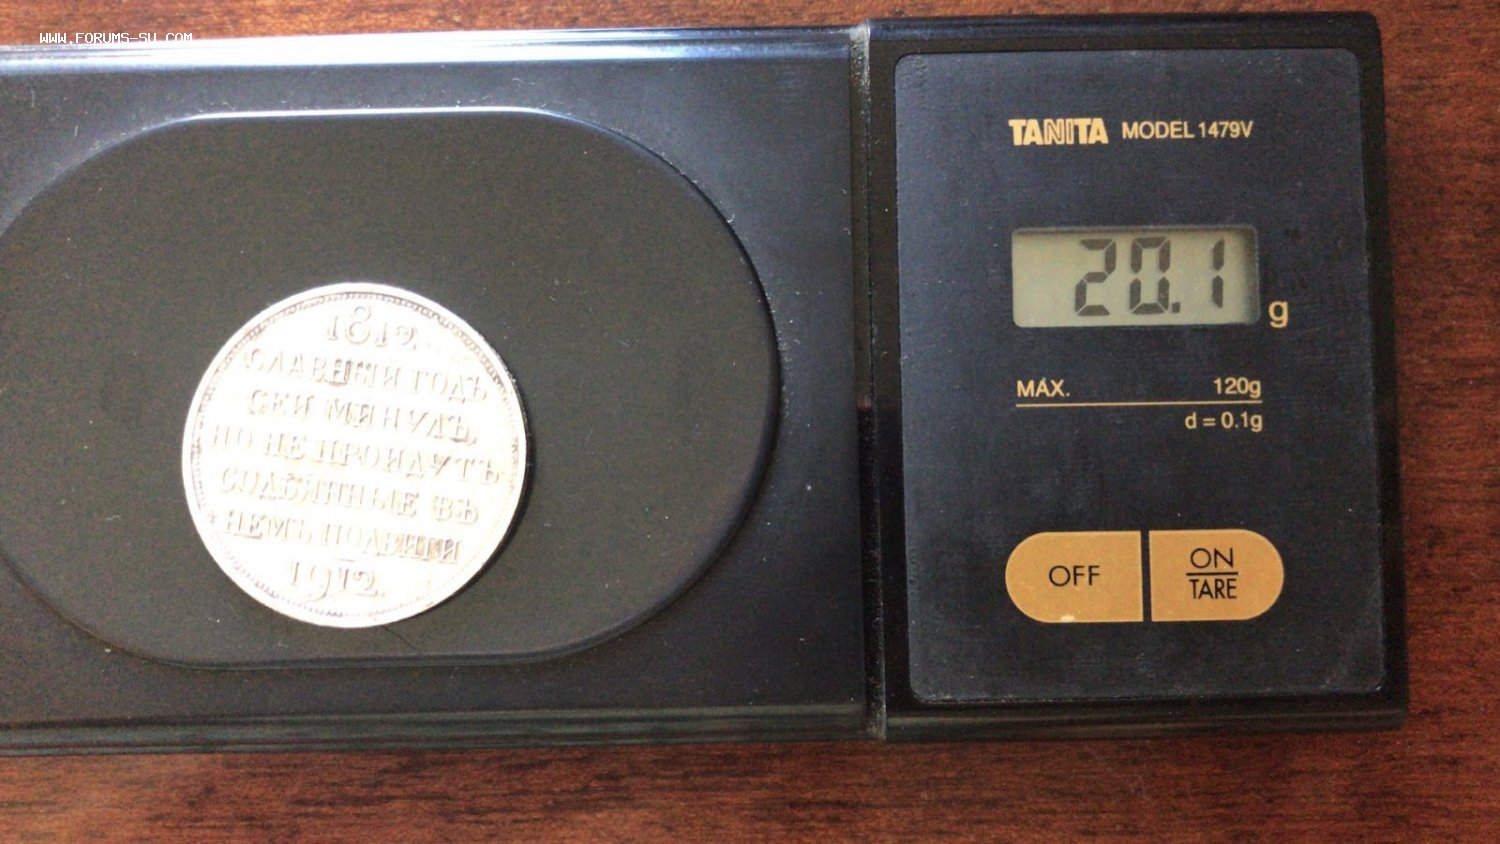 www.forums-su.com
TANITA MODEL 1479V
20.1 g
MAX. 120g
d = 0.1g
OFF
ON
TARE
1812.
СЛАВНЫЙ ГОДЪ
СЕЙ МИНУЛЪ,
НО НЕ ПРОЙДУТЪ
СОДѢЯННЫЕ ВЪ
НЕМЪ ПОДВИГИ
1912.